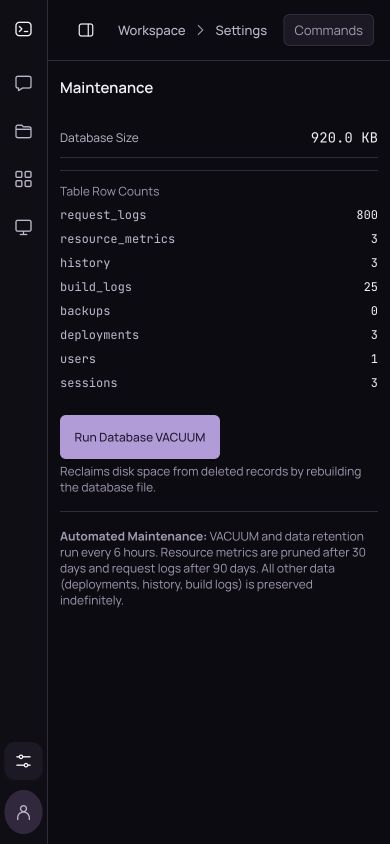 Workspace > Settings Commands
Maintenance
Database Size 920.0 KB
Table Row Counts
request_logs 800
resource_metrics 3
history 3
build_logs 25
backups 0
deployments 3
users 1
sessions 3
Run Database VACUUM
Reclaims disk space from deleted records by rebuilding
the database file.
Automated Maintenance: VACUUM and data retention
run every 6 hours. Resource metrics are pruned after 30
days and request logs after 90 days. All other data
(deployments, history, build logs) is preserved
indefinitely.